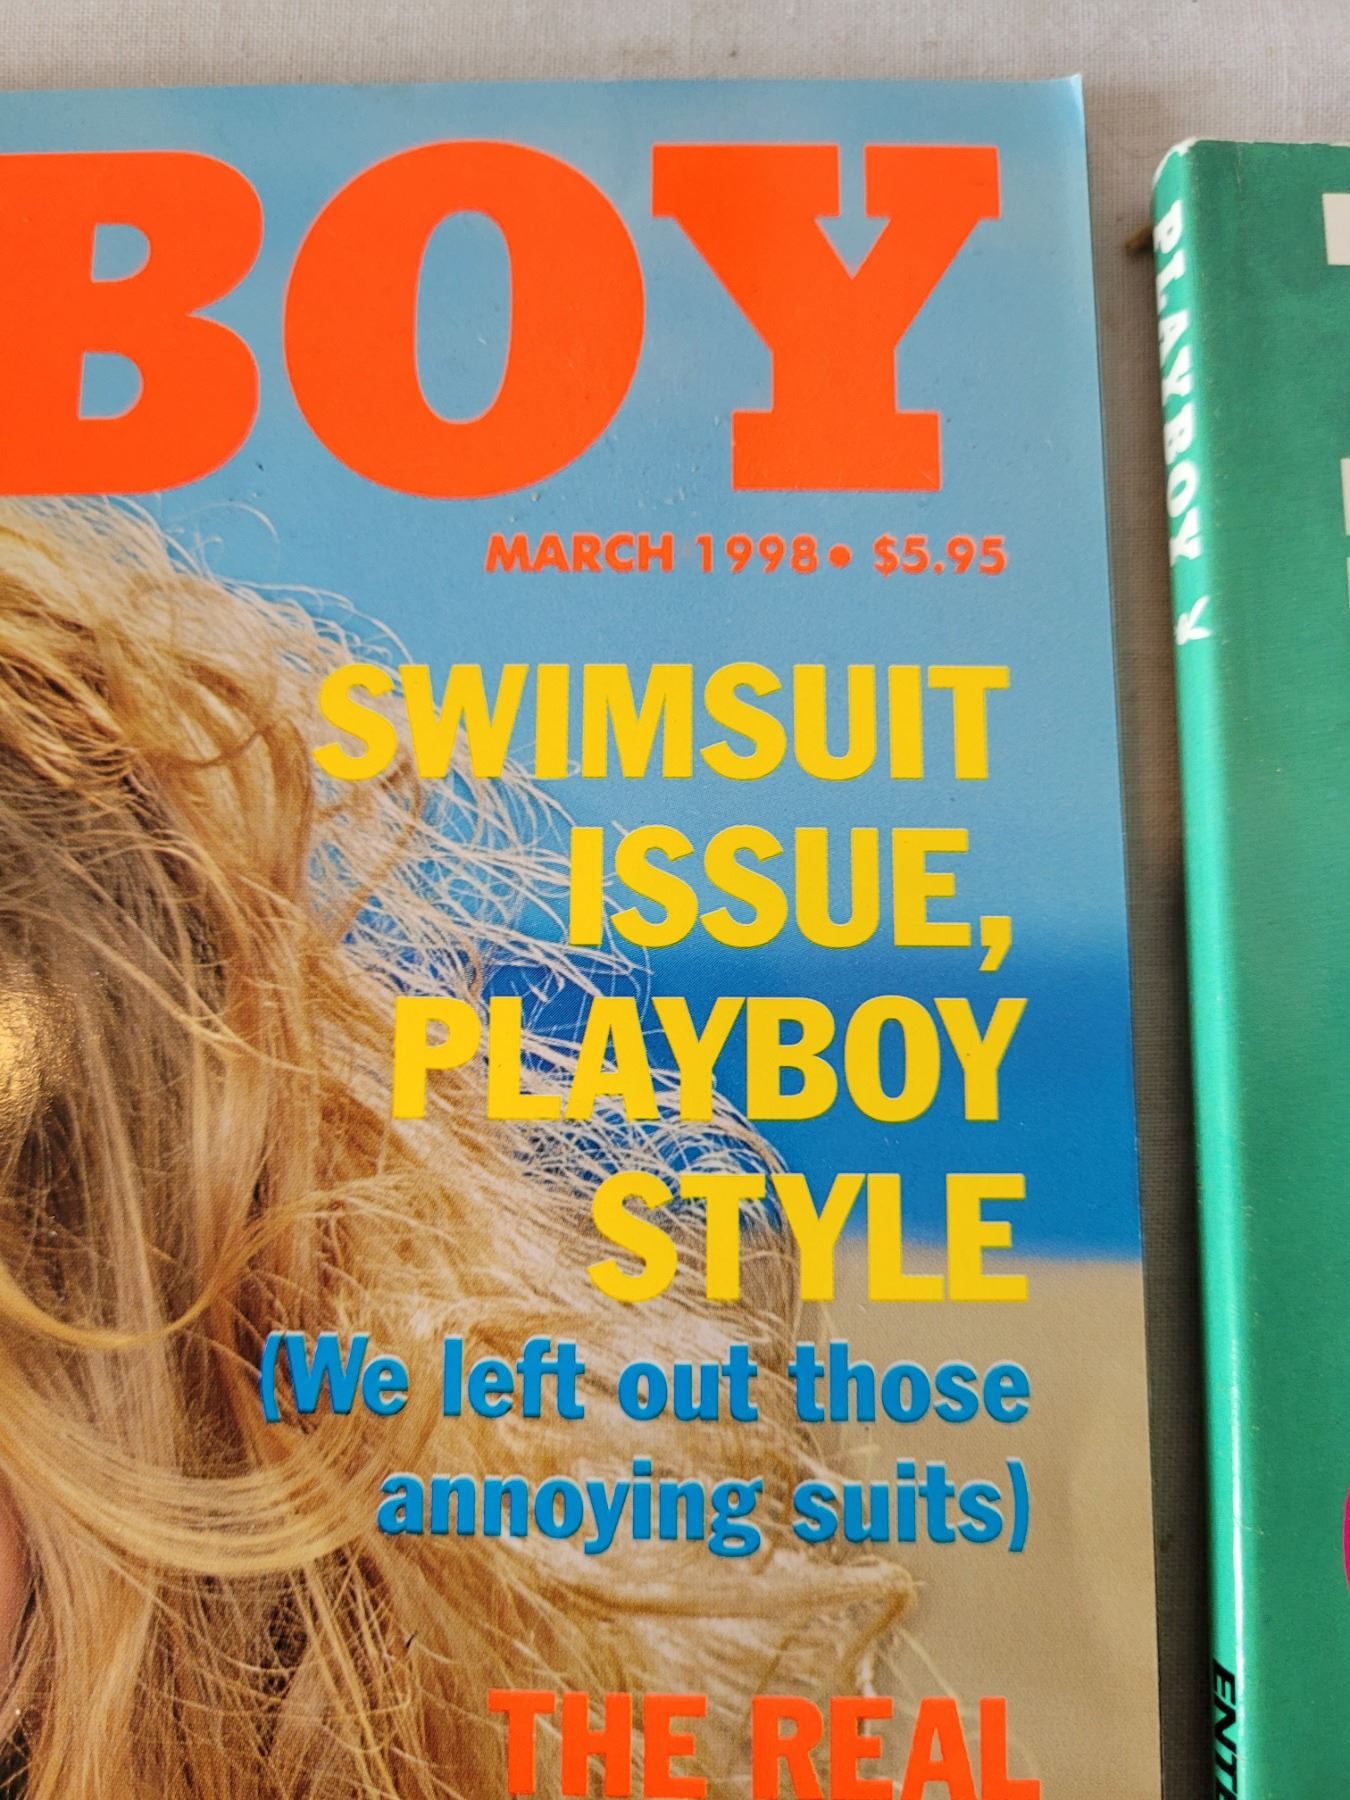 BOY
MARCH 1998 • $5.95
SWIMSUIT
ISSUE,
PLAYBOY
STYLE
(We left out those
annoying suits)
THE REAL
PLAYBOY